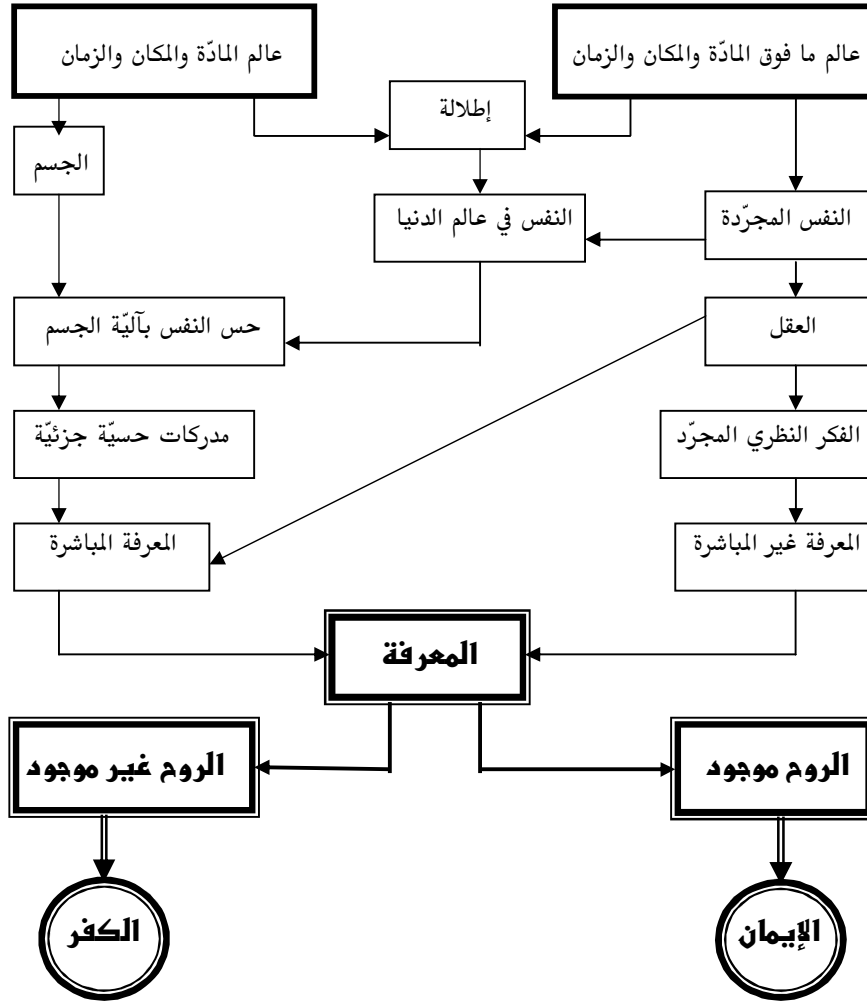 عالم ما فوق المادّة والمكان والزمان
عالم المادّة والمكان والزمان
إطلالة
الجسم
النفس المجرّدة
النفس في عالم الدنيا
العقل
حس النفس بآليّة الجسم
الفكر النظري المجرّد
مدركات حسيّة جزئيّة
المعرفة غير المباشرة
المعرفة المباشرة
المعرفة
الروح موجود
الروح غير موجود
الإيمان
الكفر